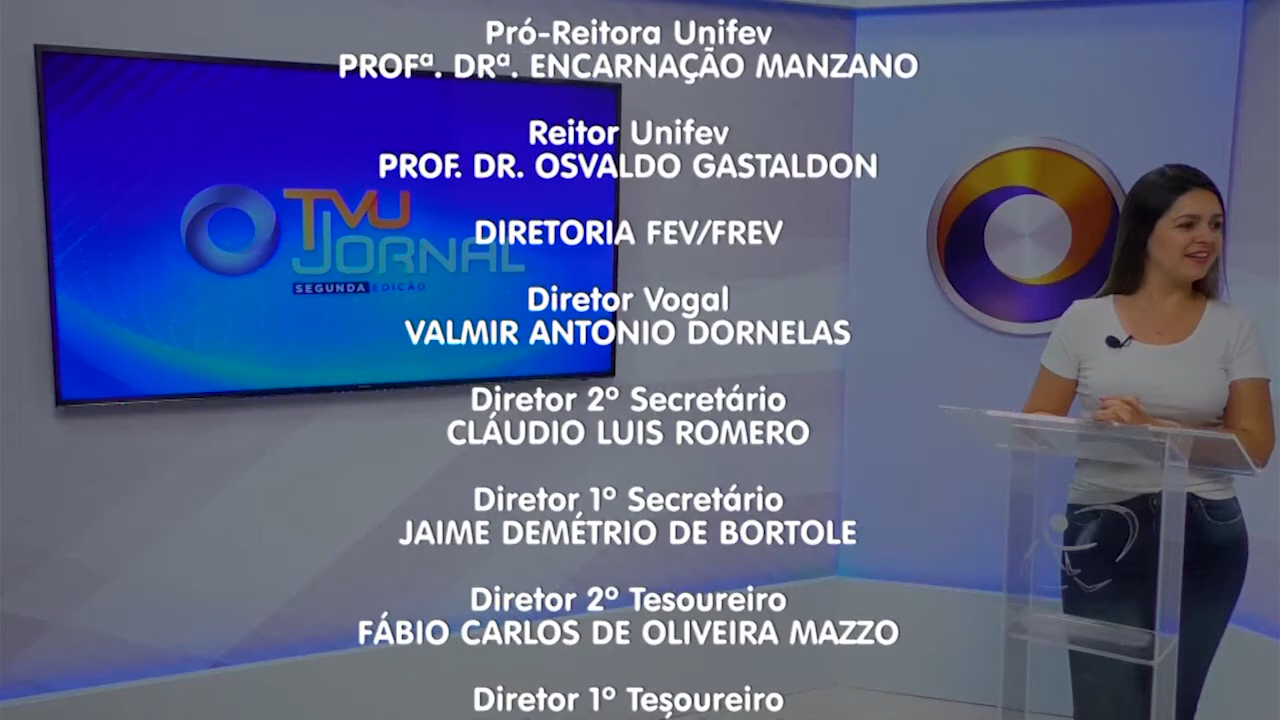 Pró-Reitora Unifev
PROFª. DRª. ENCARNAÇÃO MANZANO
Reitor Unifev
PROF. DR. OSVALDO GASTALDON
DIRETORIA FEV/FREV
TVU
JORNAL
SEGUNDA EDIÇÃO
Diretor Vogal
VALMIR ANTONIO DORNELAS
Diretor 2º Secretário
CLÁUDIO LUIS ROMERO
Diretor 1º Secretário
JAIME DEMÉTRIO DE BORTOLE
Diretor 2º Tesoureiro
FÁBIO CARLOS DE OLIVEIRA MAZZO
Diretor 1º Tesoureiro